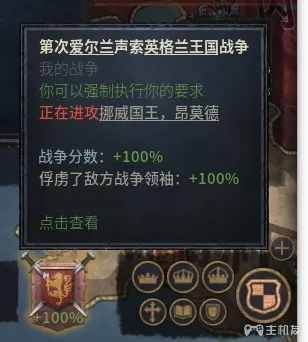 第次爱尔兰声索英格兰王国战争
我的战争
你可以强制执行你的要求
正在进攻挪威国王，昂莫德
战争分数：+100%
俘虏了敌方战争领袖：+100%
点击查看
+100%
主机友